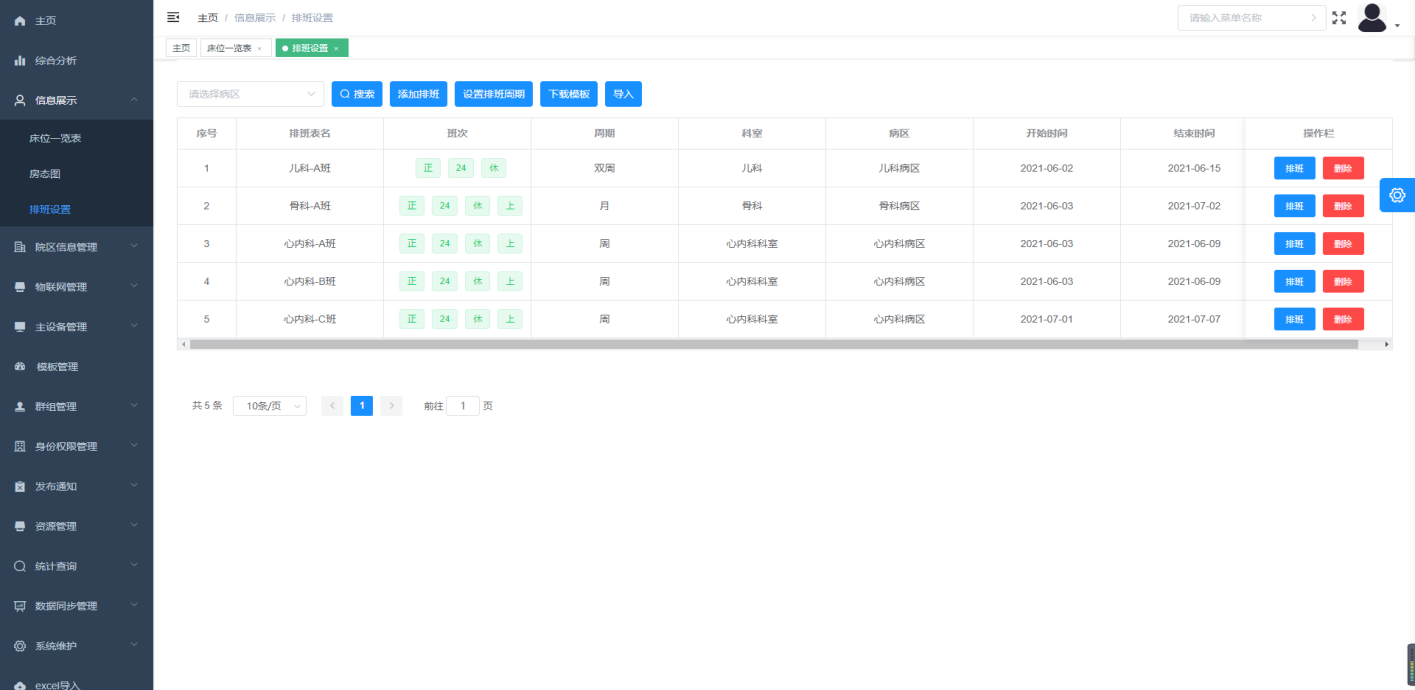 主页
综合分析
信息展示
床位一览表
房态图
排班设置
院区信息管理
物联网管理
主设备管理
模板管理
群组管理
身份权限管理
发布通知
资源管理
统计查询
数据同步管理
系统维护
excel导入
主页 / 信息展示 / 排班设置
请输入菜单名称
主页 床位一览表 × 排班设置 ×
请选择病区 搜索 添加排班 设置排班周期 下载模板 导入
序号 排班表名 班次 周期 科室 病区 开始时间 结束时间 操作栏
1 儿科-A班 正 24 休 双周 儿科 儿科病区 2021-06-02 2021-06-15 排班 删除
2 骨科-A班 正 24 休 上 月 骨科 骨科病区 2021-06-03 2021-07-02 排班 删除
3 心内科-A班 正 24 休 上 周 心内科科室 心内科病区 2021-06-03 2021-06-09 排班 删除
4 心内科-B班 正 24 休 上 周 心内科科室 心内科病区 2021-06-03 2021-06-09 排班 删除
5 心内科-C班 正 24 休 上 周 心内科科室 心内科病区 2021-07-01 2021-07-07 排班 删除
共 5 条 10条/页 < 1 > 前往 1 页